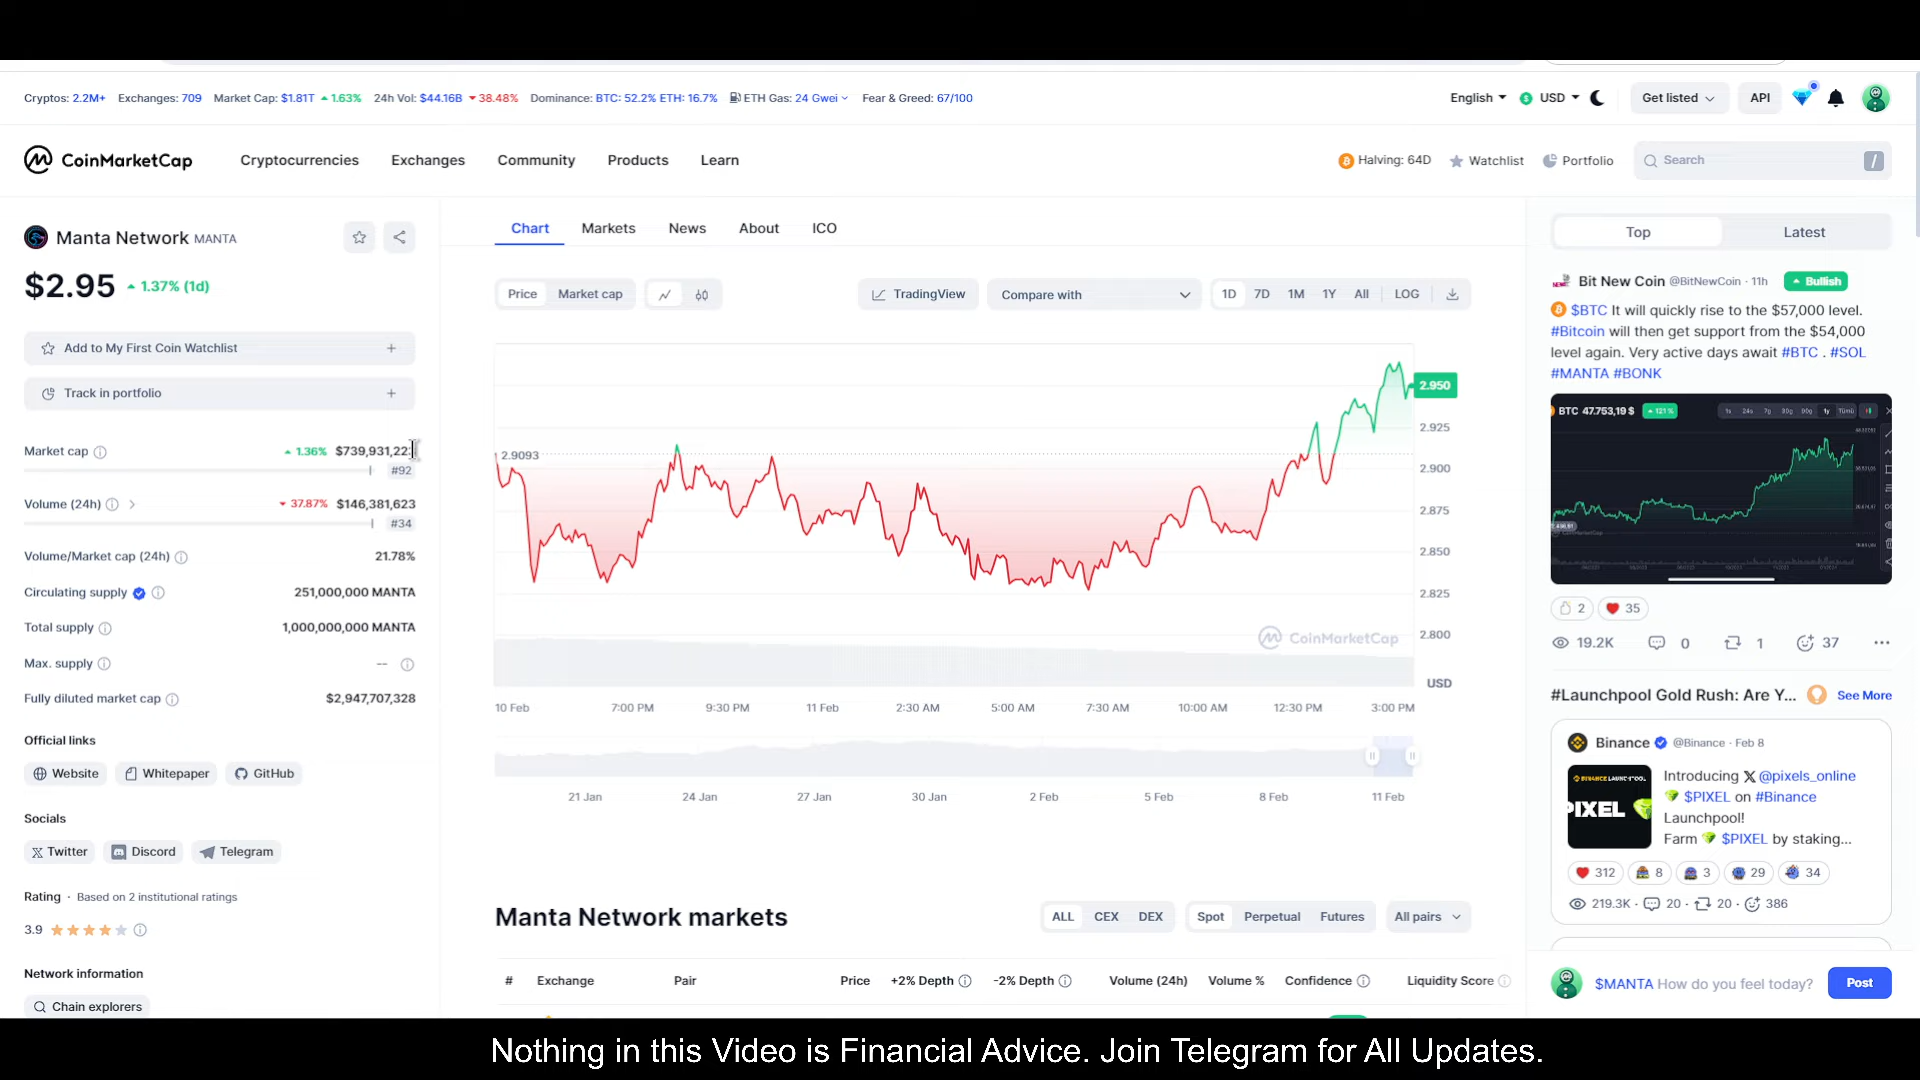 Cryptos: 2.2M+ Exchanges: 709 Market Cap: $1.81T 1.63% 24h Vol: $44.16B 38.48% Dominance: BTC: 52.2% ETH: 16.7% ETH Gas: 24 Gwei Fear & Greed: 67/100
English USD Get listed API
CoinMarketCap
Cryptocurrencies Exchanges Community Products Learn
Halving: 64D Watchlist Portfolio Search /
Manta Network MANTA
$2.95 1.37% (1d)
Add to My First Coin Watchlist +
Track in portfolio +
Market cap 1.36% $739,931,22
#92
Volume (24h) 37.87% $146,381,623
#34
Volume/Market cap (24h) 21.78%
Circulating supply 251,000,000 MANTA
Total supply 1,000,000,000 MANTA
Max. supply --
Fully diluted market cap $2,947,707,328
Official links
Website Whitepaper GitHub
Socials
Twitter Discord Telegram
Rating · Based on 2 institutional ratings
3.9
Network information
Chain explorers
Chart Markets News About ICO
Price Market cap TradingView Compare with 1D 7D 1M 1Y All LOG
2.950
2.925
2.9093
2.900
2.875
2.850
2.825
2.800
CoinMarketCap
USD
10 Feb 7:00 PM 9:30 PM 11 Feb 2:30 AM 5:00 AM 7:30 AM 10:00 AM 12:30 PM 3:00 PM
21 Jan 24 Jan 27 Jan 30 Jan 2 Feb 5 Feb 8 Feb 11 Feb
Manta Network markets
ALL CEX DEX Spot Perpetual Futures All pairs
# Exchange Pair Price +2% Depth -2% Depth Volume (24h) Volume % Confidence Liquidity Score
Top Latest
Bit New Coin @BitNewCoin · 11h Bullish
$BTC It will quickly rise to the $57,000 level.
#Bitcoin will then get support from the $54,000
level again. Very active days await #BTC . #SOL
#MANTA #BONK
BTC 47.753,19 $ 121 %
2 35
19.2K 0 1 37
#Launchpool Gold Rush: Are Y... See More
Binance @Binance · Feb 8
Introducing X @pixels_online
$PIXEL on #Binance
Launchpool!
Farm $PIXEL by staking...
PIXEL
312 8 3 29 34
219.3K · 20 · 20 · 386
$MANTA How do you feel today? Post
Nothing in this Video is Financial Advice. Join Telegram for All Updates.